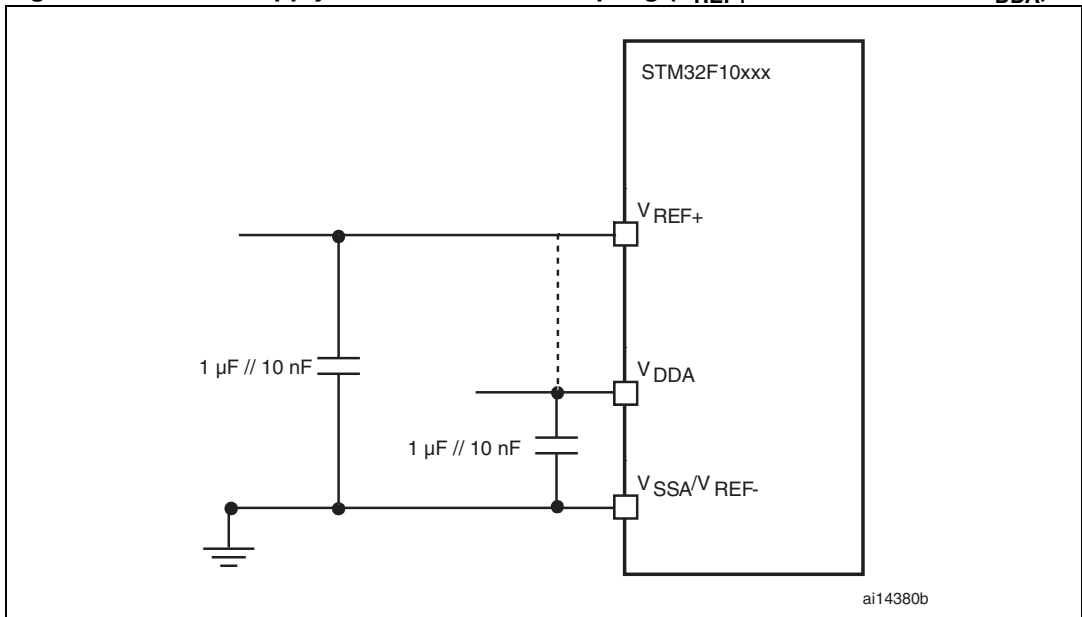 STM32F10xxx
VREF+
1 µF // 10 nF
VDDA
1 µF // 10 nF
VSSA/VREF-
ai14380b